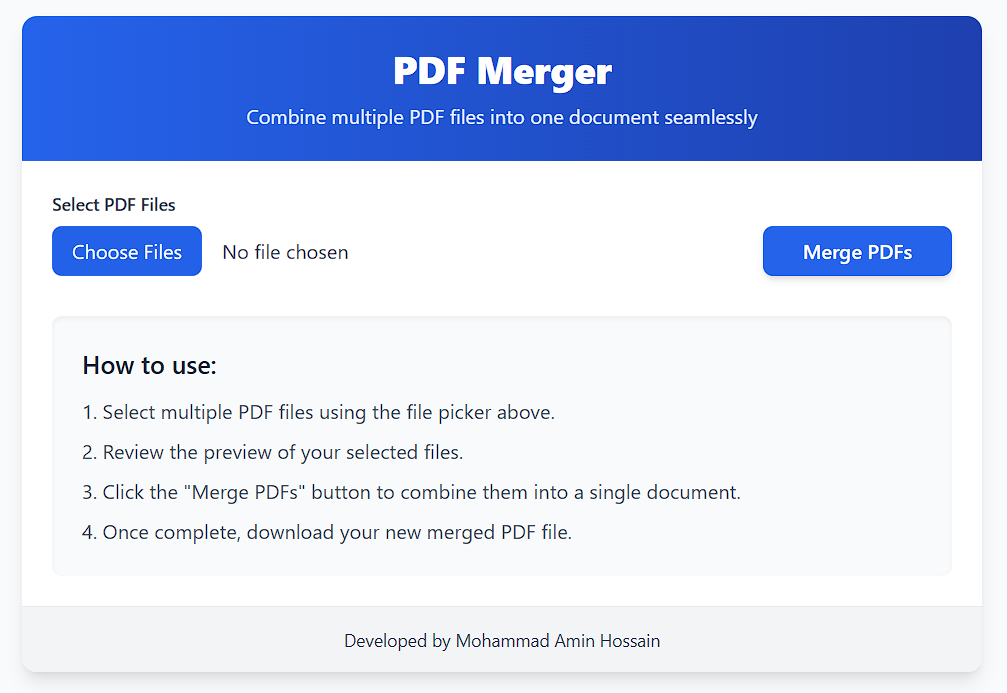 PDF Merger
Combine multiple PDF files into one document seamlessly
Select PDF Files
Choose Files
No file chosen
Merge PDFs
How to use:
1. Select multiple PDF files using the file picker above.
2. Review the preview of your selected files.
3. Click the "Merge PDFs" button to combine them into a single document.
4. Once complete, download your new merged PDF file.
Developed by Mohammad Amin Hossain